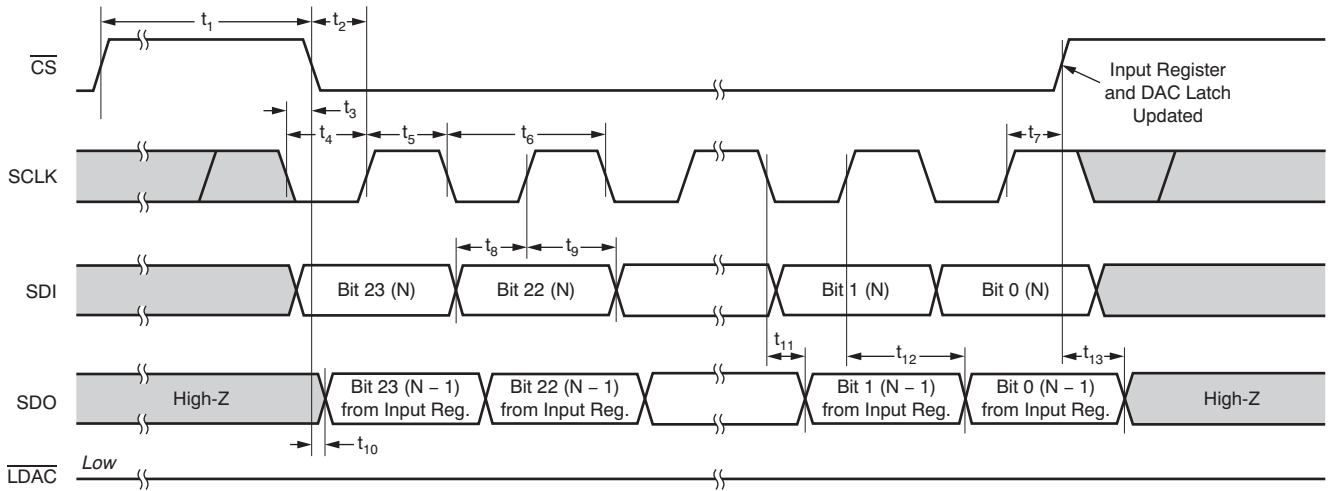 t₁
t₂
CS
Input Register
and DAC Latch
Updated
t₃
t₄
t₅
t₆
t₇
SCLK
t₈
t₉
SDI
Bit 23 (N)
Bit 22 (N)
Bit 1 (N)
Bit 0 (N)
t₁₁
t₁₂
t₁₃
SDO
High-Z
Bit 23 (N − 1)
from Input Reg.
Bit 22 (N − 1)
from Input Reg.
Bit 1 (N − 1)
from Input Reg.
Bit 0 (N − 1)
from Input Reg.
High-Z
t₁₀
LDAC
Low